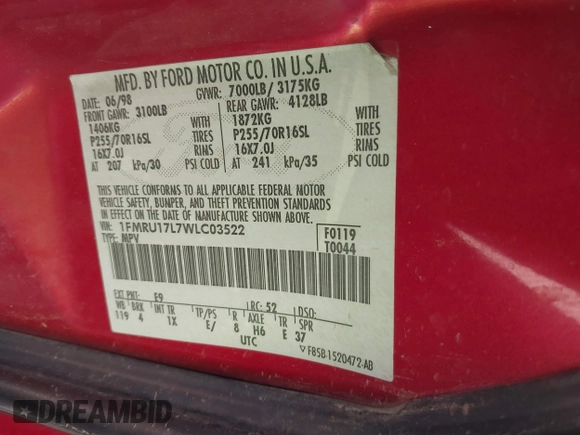 MFD. BY FORD MOTOR CO. IN U.S.A.
DATE: 06/98 GVWR: 7000LB/ 3175KG
FRONT GAWR: 3100LB REAR GAWR: 4128LB
1406KG WITH 1872KG WITH
P255/70R16SL TIRES P255/70R16SL TIRES
16X7.0J RIMS 16X7.0J RIMS
AT 207 kPa/30 PSI COLD AT 241 kPa/35 PSI COLD
THIS VEHICLE CONFORMS TO ALL APPLICABLE FEDERAL MOTOR
VEHICLE SAFETY, BUMPER, AND THEFT PREVENTION STANDARDS
IN EFFECT ON THE DATE OF MANUFACTURE SHOWN ABOVE.
VIN: 1FMRU17L7WLC03522 F0119
TYPE: MPV T0044
EXT PNT: E9 RC: 52 DSO:
WB BRK INT TR TP/PS R AXLE TR SPR
119 4 1X E/ 8 H6 E 37
UTC
F85B-1520472-AB
DREAMBID